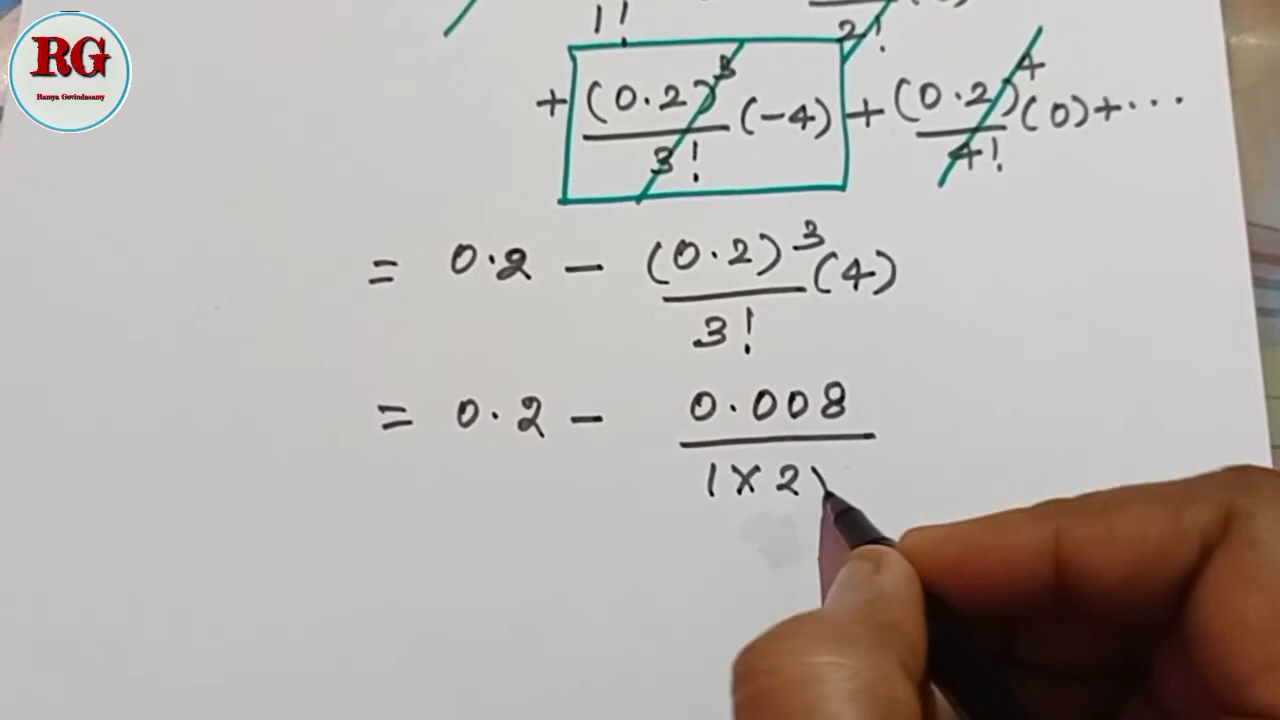 RG
Ramya Govindasamy
1! 2!
+ (0.2)^3/3! (-4) + (0.2)^4/4! (0) + ...
= 0.2 - (0.2)^3/3! (4)
= 0.2 - 0.008/1×2